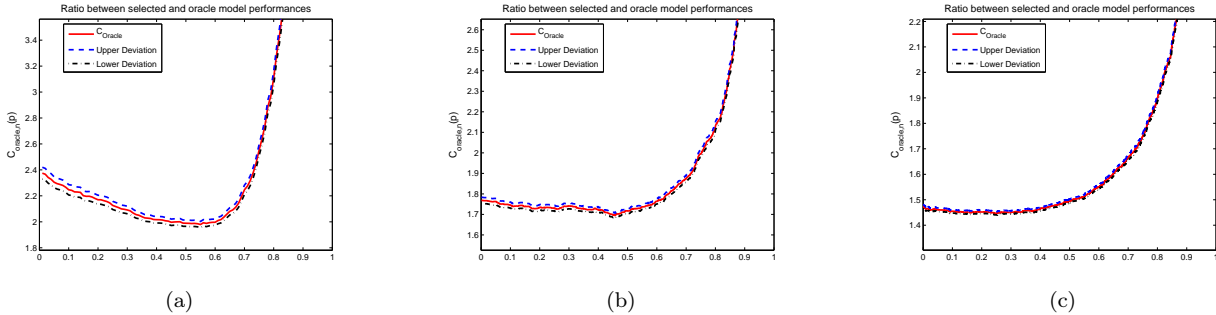 Ratio between selected and oracle model performances
C_Oracle
Upper Deviation
Lower Deviation
C_oracle,n(p)
3.6
3.4
3.2
3
2.8
2.6
2.4
2.2
2
1.8
0 0.1 0.2 0.3 0.4 0.5 0.6 0.7 0.8 0.9 1
(a)
Ratio between selected and oracle model performances
C_Oracle
Upper Deviation
Lower Deviation
C_oracle,n(p)
2.6
2.5
2.4
2.3
2.2
2.1
2
1.9
1.8
1.7
1.6
0 0.1 0.2 0.3 0.4 0.5 0.6 0.7 0.8 0.9 1
(b)
Ratio between selected and oracle model performances
C_Oracle
Upper Deviation
Lower Deviation
C_oracle,n(p)
2.2
2.1
2
1.9
1.8
1.7
1.6
1.5
1.4
0 0.1 0.2 0.3 0.4 0.5 0.6 0.7 0.8 0.9 1
(c)